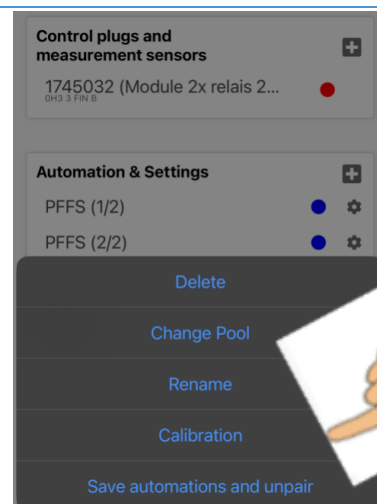 Control plugs and
measurement sensors
1745032 (Module 2x relais 2...
0H3 3 FIN B
Automation & Settings
PFFS (1/2)
PFFS (2/2)
Delete
Change Pool
Rename
Calibration
Save automations and unpair